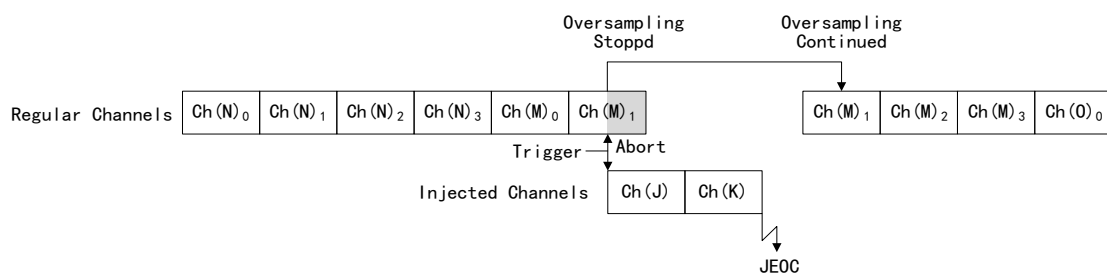 Oversampling Stoppd
Oversampling Continued
Regular Channels Ch(N)₀ Ch(N)₁ Ch(N)₂ Ch(N)₃ Ch(M)₀ Ch(M)₁ Ch(M)₁ Ch(M)₂ Ch(M)₃ Ch(O)₀
Trigger Abort
Injected Channels Ch(J) Ch(K)
JEOC